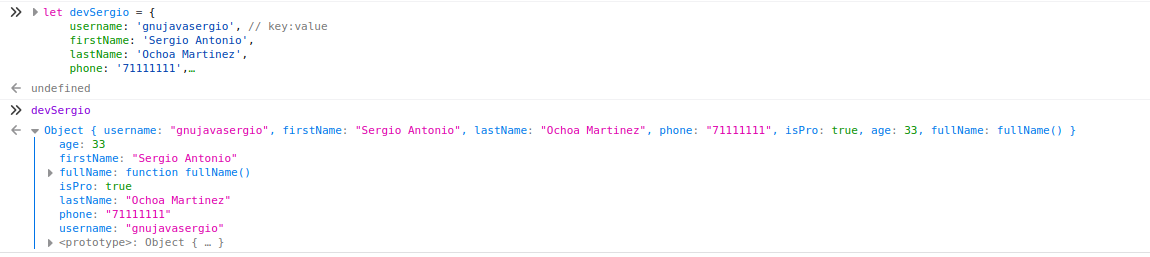 let devSergio = {
username: 'gnujavasergio', // key:value
firstName: 'Sergio Antonio',
lastName: 'Ochoa Martinez',
phone: '71111111',…
undefined
devSergio
Object { username: "gnujavasergio", firstName: "Sergio Antonio", lastName: "Ochoa Martinez", phone: "71111111", isPro: true, age: 33, fullName: fullName() }
age: 33
firstName: "Sergio Antonio"
fullName: function fullName()
isPro: true
lastName: "Ochoa Martinez"
phone: "71111111"
username: "gnujavasergio"
<prototype>: Object { … }